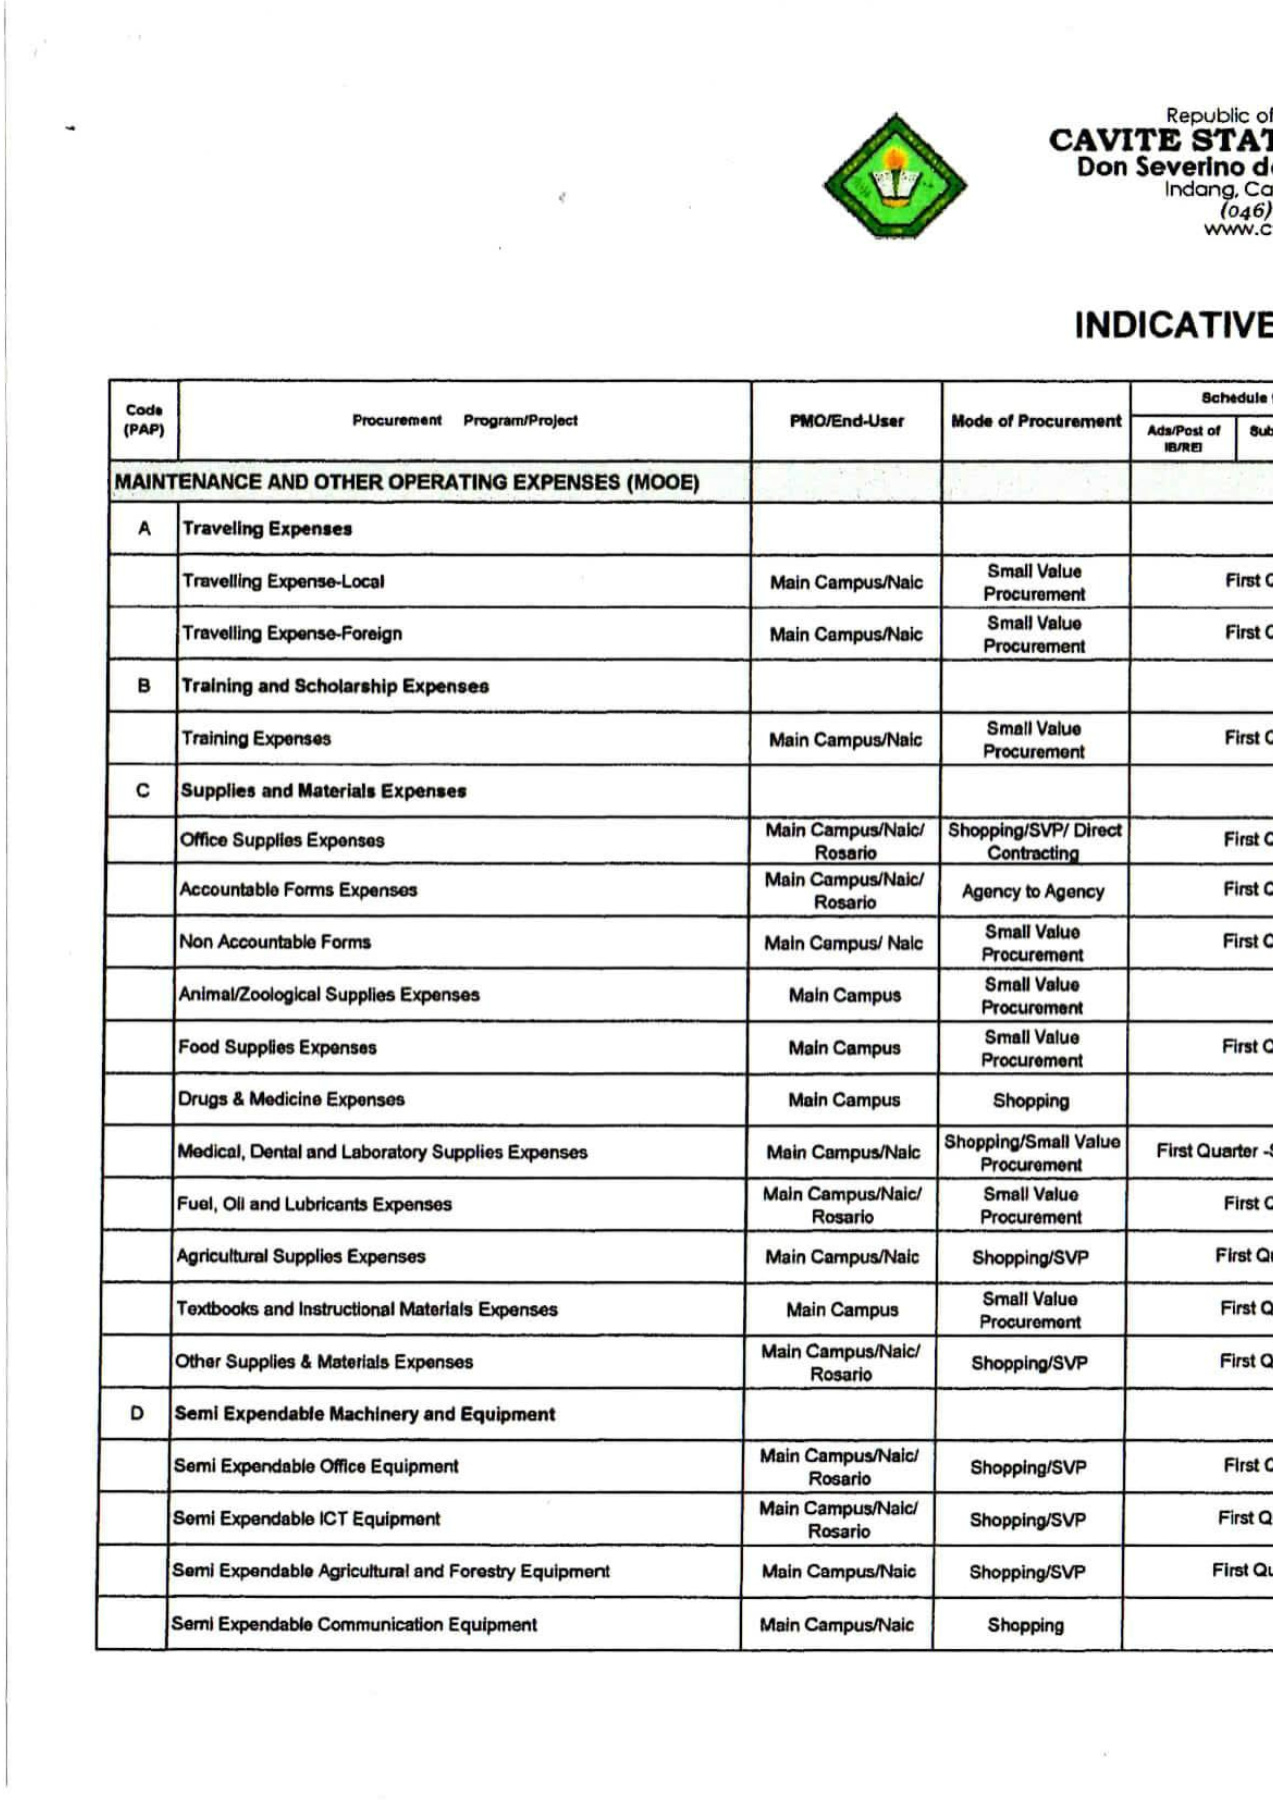 Republic of
CAVITE STAT
Don Severino d
Indang, Ca
(046)
www.c
INDICATIVE
Code (PAP) Procurement Program/Project PMO/End-User Mode of Procurement Schedule
Ads/Post of IB/REI Sub
MAINTENANCE AND OTHER OPERATING EXPENSES (MOOE)
A Traveling Expenses
Travelling Expense-Local Main Campus/Naic Small Value Procurement First Q
Travelling Expense-Foreign Main Campus/Naic Small Value Procurement First Q
B Training and Scholarship Expenses
Training Expenses Main Campus/Naic Small Value Procurement First Q
C Supplies and Materials Expenses
Office Supplies Expenses Main Campus/Naic/ Rosario Shopping/SVP/ Direct Contracting First Q
Accountable Forms Expenses Main Campus/Naic/ Rosario Agency to Agency First Q
Non Accountable Forms Main Campus/ Naic Small Value Procurement First Q
Animal/Zoological Supplies Expenses Main Campus Small Value Procurement
Food Supplies Expenses Main Campus Small Value Procurement First Q
Drugs & Medicine Expenses Main Campus Shopping
Medical, Dental and Laboratory Supplies Expenses Main Campus/Naic Shopping/Small Value Procurement First Quarter -S
Fuel, Oil and Lubricants Expenses Main Campus/Naic/ Rosario Small Value Procurement First Q
Agricultural Supplies Expenses Main Campus/Naic Shopping/SVP First Qu
Textbooks and Instructional Materials Expenses Main Campus Small Value Procurement First Q
Other Supplies & Materials Expenses Main Campus/Naic/ Rosario Shopping/SVP First Q
D Semi Expendable Machinery and Equipment
Semi Expendable Office Equipment Main Campus/Naic/ Rosario Shopping/SVP First Q
Semi Expendable ICT Equipment Main Campus/Naic/ Rosario Shopping/SVP First Q
Semi Expendable Agricultural and Forestry Equipment Main Campus/Naic Shopping/SVP First Qu
Semi Expendable Communication Equipment Main Campus/Naic Shopping